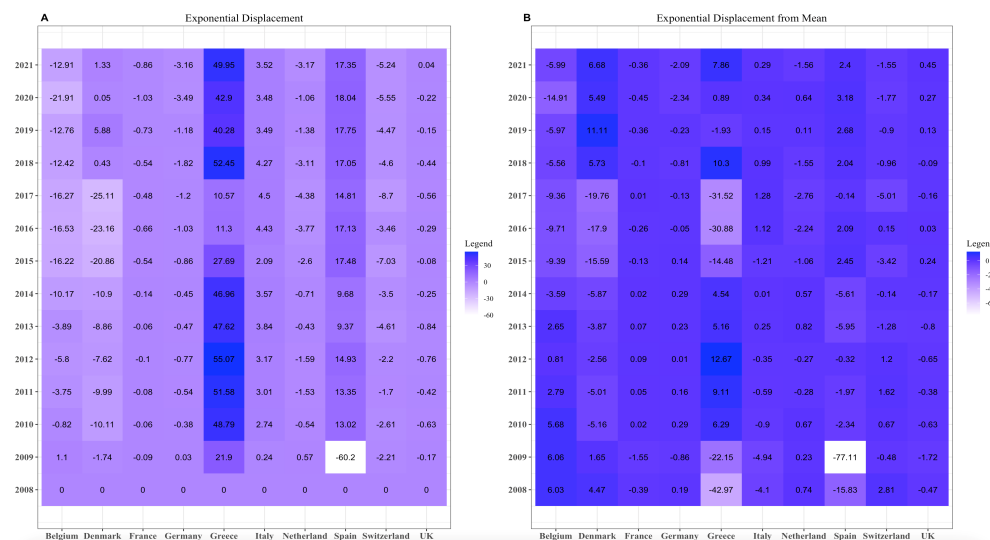 A
Exponential Displacement
2021 -12.91 1.33 -0.86 -3.16 49.95 3.52 -3.17 17.35 -5.24 0.04
2020 -21.91 0.05 -1.03 -3.49 42.9 3.48 -1.06 18.04 -5.55 -0.22
2019 -12.76 5.88 -0.73 -1.18 40.28 3.49 -1.38 17.75 -4.47 -0.15
2018 -12.42 0.43 -0.54 -1.82 52.45 4.27 -3.11 17.05 -4.6 -0.44
2017 -16.27 -25.11 -0.48 -1.2 10.57 4.5 -4.38 14.81 -8.7 -0.56
2016 -16.53 -23.16 -0.66 -1.03 11.3 4.43 -3.77 17.13 -3.46 -0.29
2015 -16.22 -20.86 -0.54 -0.86 27.69 2.09 -2.6 17.48 -7.03 -0.08
2014 -10.17 -10.9 -0.14 -0.45 46.96 3.57 -0.71 9.68 -3.5 -0.25
2013 -3.89 -8.86 -0.06 -0.47 47.62 3.84 -0.43 9.37 -4.61 -0.84
2012 -5.8 -7.62 -0.1 -0.77 55.07 3.17 -1.59 14.93 -2.2 -0.76
2011 -3.75 -9.99 -0.08 -0.54 51.58 3.01 -1.53 13.35 -1.7 -0.42
2010 -0.82 -10.11 -0.06 -0.38 48.79 2.74 -0.54 13.02 -2.61 -0.63
2009 1.1 -1.74 -0.09 0.03 21.9 0.24 0.57 -60.2 -2.21 -0.17
2008 0 0 0 0 0 0 0 0 0 0
Belgium Denmark France Germany Greece Italy Netherland Spain Switzerland UK
Legend
30
0
-30
-60
B
Exponential Displacement from Mean
2021 -5.99 6.68 -0.36 -2.09 7.86 0.29 -1.56 2.4 -1.55 0.45
2020 -14.91 5.49 -0.45 -2.34 0.89 0.34 0.64 3.18 -1.77 0.27
2019 -5.97 11.11 -0.36 -0.23 -1.93 0.15 0.11 2.68 -0.9 0.13
2018 -5.56 5.73 -0.1 -0.81 10.3 0.99 -1.55 2.04 -0.96 -0.09
2017 -9.36 -19.76 0.01 -0.13 -31.52 1.28 -2.76 -0.14 -5.01 -0.16
2016 -9.71 -17.9 -0.26 -0.05 -30.88 1.12 -2.24 2.09 0.15 0.03
2015 -9.39 -15.59 -0.13 0.14 -14.48 -1.21 -1.06 2.45 -3.42 0.24
2014 -3.59 -5.87 0.02 0.29 4.54 0.01 0.57 -5.61 -0.14 -0.17
2013 2.65 -3.87 0.07 0.23 5.16 0.25 0.82 -5.95 -1.28 -0.8
2012 0.81 -2.56 0.09 0.01 12.67 -0.35 -0.27 -0.32 1.2 -0.65
2011 2.79 -5.01 0.05 0.16 9.11 -0.59 -0.28 -1.97 1.62 -0.38
2010 5.68 -5.16 0.02 0.29 6.29 -0.9 0.67 -2.34 0.67 -0.63
2009 6.06 1.65 -1.55 -0.86 -22.15 -4.94 0.23 -77.11 -0.48 -1.72
2008 6.03 4.47 -0.39 0.19 -42.97 -4.1 0.74 -15.83 2.81 -0.47
Belgium Denmark France Germany Greece Italy Netherland Spain Switzerland UK
Legen
0
-2
-4
-6